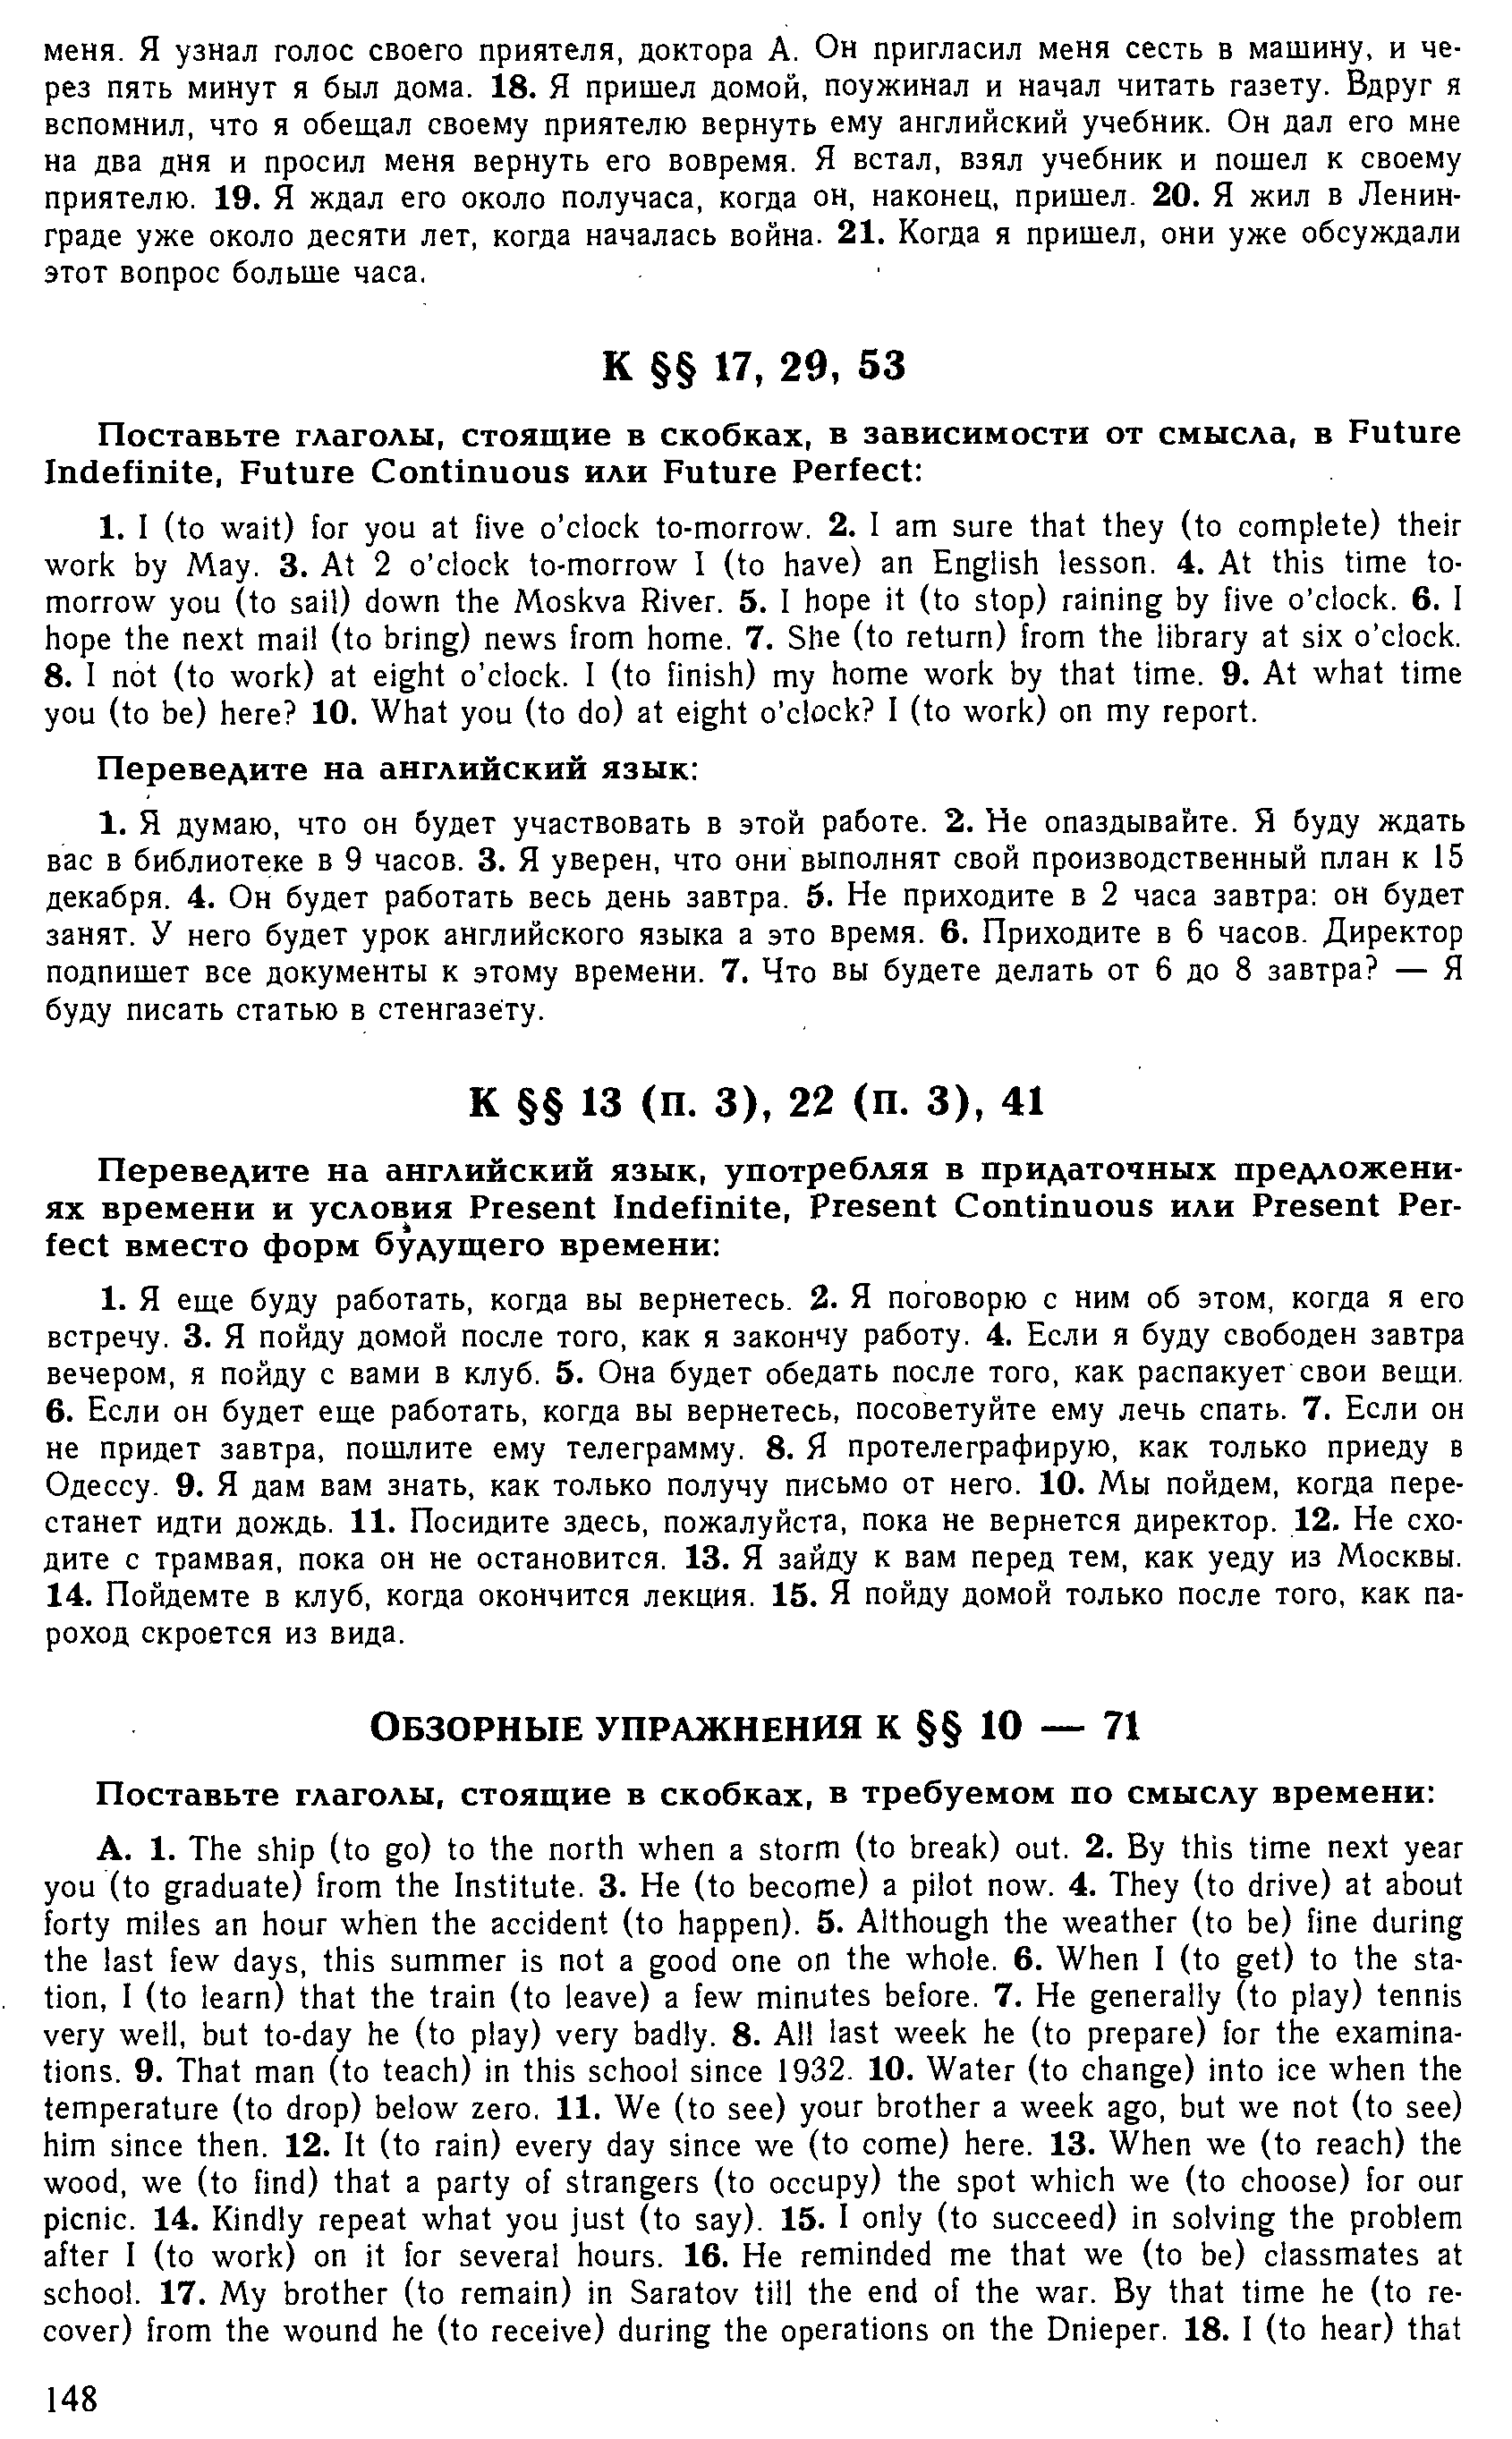 меня. Я узнал голос своего приятеля, доктора А. Он пригласил меня сесть в машину, и че-
рез пять минут я был дома. 18. Я пришел домой, поужинал и начал читать газету. Вдруг я
вспомнил, что я обещал своему приятелю вернуть ему английский учебник. Он дал его мне
на два дня и просил меня вернуть его вовремя. Я встал, взял учебник и пошел к своему
приятелю. 19. Я ждал его около получаса, когда он, наконец, пришел. 20. Я жил в Ленин-
граде уже около десяти лет, когда началась война. 21. Когда я пришел, они уже обсуждали
этот вопрос больше часа.
К §§ 17, 29, 53
Поставьте глаголы, стоящие в скобках, в зависимости от смысла, в Future
Indefinite, Future Continuous или Future Perfect:
1. I (to wait) for you at five o'clock to-morrow. 2. I am sure that they (to complete) their
work by May. 3. At 2 o'clock to-morrow I (to have) an English lesson. 4. At this time to-
morrow you (to sail) down the Moskva River. 5. I hope it (to stop) raining by five o'clock. 6. I
hope the next mail (to bring) news from home. 7. She (to return) from the library at six o'clock.
8. I not (to work) at eight o'clock. I (to finish) my home work by that time. 9. At what time
you (to be) here? 10. What you (to do) at eight o'clock? I (to work) on my report.
Переведите на английский язык:
1. Я думаю, что он будет участвовать в этой работе. 2. Не опаздывайте. Я буду ждать
вас в библиотеке в 9 часов. 3. Я уверен, что они выполнят свой производственный план к 15
декабря. 4. Он будет работать весь день завтра. 5. Не приходите в 2 часа завтра: он будет
занят. У него будет урок английского языка а это время. 6. Приходите в 6 часов. Директор
подпишет все документы к этому времени. 7. Что вы будете делать от 6 до 8 завтра? — Я
буду писать статью в стенгазету.
К §§ 13 (п. 3), 22 (п. 3), 41
Переведите на английский язык, употребляя в придаточных предложени-
ях времени и условия Present Indefinite, Present Continuous или Present Per-
fect вместо форм будущего времени:
1. Я еще буду работать, когда вы вернетесь. 2. Я поговорю с ним об этом, когда я его
встречу. 3. Я пойду домой после того, как я закончу работу. 4. Если я буду свободен завтра
вечером, я пойду с вами в клуб. 5. Она будет обедать после того, как распакует свои вещи.
6. Если он будет еще работать, когда вы вернетесь, посоветуйте ему лечь спать. 7. Если он
не придет завтра, пошлите ему телеграмму. 8. Я протелеграфирую, как только приеду в
Одессу. 9. Я дам вам знать, как только получу письмо от него. 10. Мы пойдем, когда пере-
станет идти дождь. 11. Посидите здесь, пожалуйста, пока не вернется директор. 12. Не схо-
дите с трамвая, пока он не остановится. 13. Я зайду к вам перед тем, как уеду из Москвы.
14. Пойдемте в клуб, когда окончится лекция. 15. Я пойду домой только после того, как па-
роход скроется из вида.
ОБЗОРНЫЕ УПРАЖНЕНИЯ К §§ 10 — 71
Поставьте глаголы, стоящие в скобках, в требуемом по смыслу времени:
А. 1. The ship (to go) to the north when a storm (to break) out. 2. By this time next year
you (to graduate) from the Institute. 3. He (to become) a pilot now. 4. They (to drive) at about
forty miles an hour when the accident (to happen). 5. Although the weather (to be) fine during
the last few days, this summer is not a good one on the whole. 6. When I (to get) to the sta-
tion, I (to learn) that the train (to leave) a few minutes before. 7. He generally (to play) tennis
very well, but to-day he (to play) very badly. 8. All last week he (to prepare) for the examina-
tions. 9. That man (to teach) in this school since 1932. 10. Water (to change) into ice when the
temperature (to drop) below zero. 11. We (to see) your brother a week ago, but we not (to see)
him since then. 12. It (to rain) every day since we (to come) here. 13. When we (to reach) the
wood, we (to find) that a party of strangers (to occupy) the spot which we (to choose) for our
picnic. 14. Kindly repeat what you just (to say). 15. I only (to succeed) in solving the problem
after I (to work) on it for several hours. 16. He reminded me that we (to be) classmates at
school. 17. My brother (to remain) in Saratov till the end of the war. By that time he (to re-
cover) from the wound he (to receive) during the operations on the Dnieper. 18. I (to hear) that
148